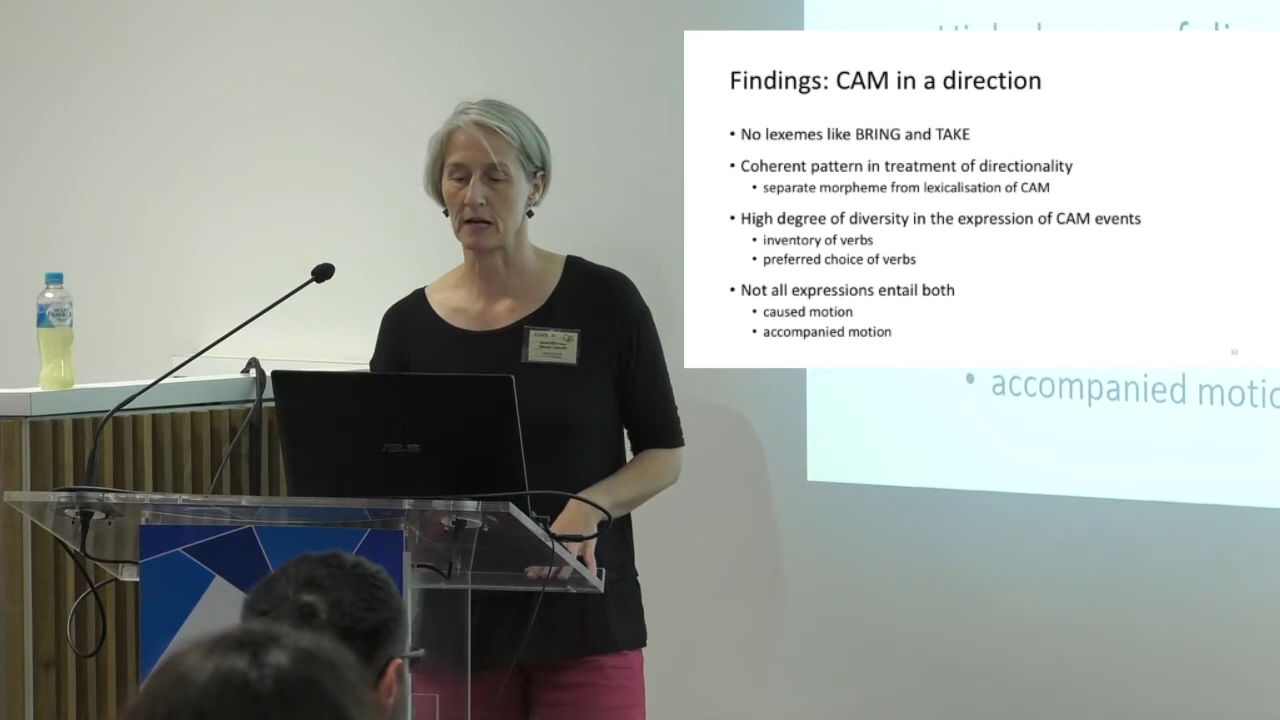 Findings: CAM in a direction
• No lexemes like BRING and TAKE
• Coherent pattern in treatment of directionality
• separate morpheme from lexicalisation of CAM
• High degree of diversity in the expression of CAM events
• inventory of verbs
• preferred choice of verbs
• Not all expressions entail both
• caused motion
• accompanied motion
• accompanied motio
ASUS